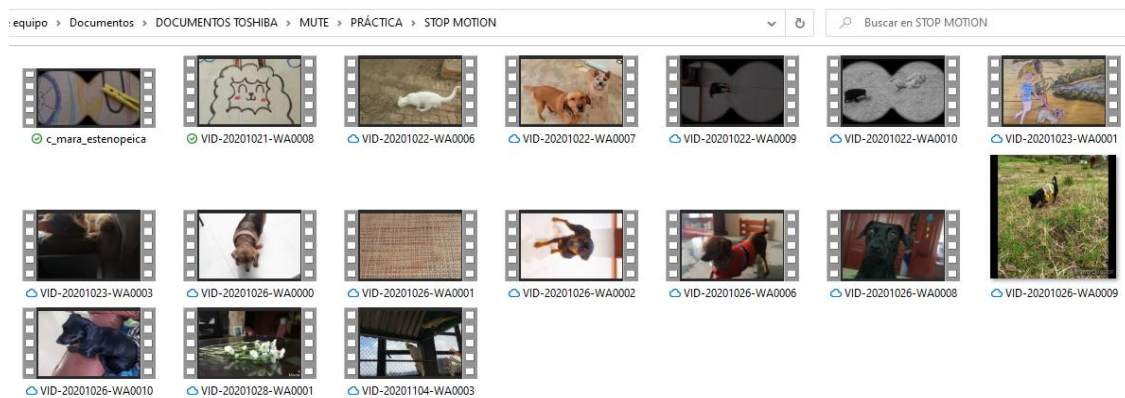 e equipo > Documentos > DOCUMENTOS TOSHIBA > MUTE > PRÁCTICA > STOP MOTION
Buscar en STOP MOTION
c_mara_estenopeica
VID-20201021-WA0008
VID-20201022-WA0006
VID-20201022-WA0007
VID-20201022-WA0009
VID-20201022-WA0010
VID-20201023-WA0001
VID-20201023-WA0003
VID-20201026-WA0000
VID-20201026-WA0001
VID-20201026-WA0002
VID-20201026-WA0006
VID-20201026-WA0008
VID-20201026-WA0009
VID-20201026-WA0010
VID-20201028-WA0001
VID-20201104-WA0003